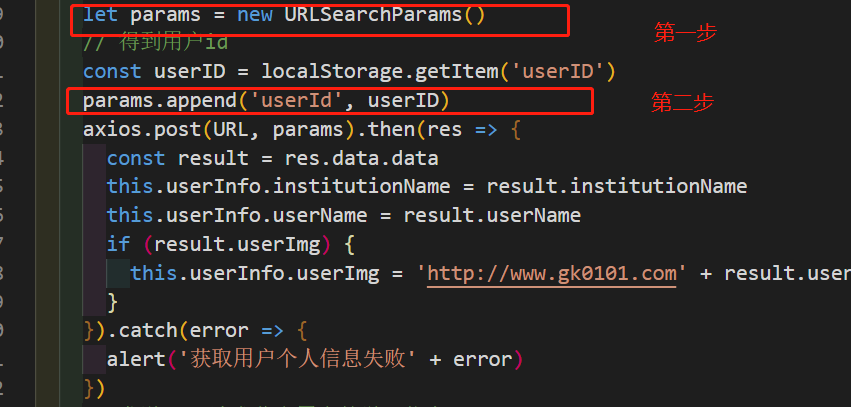 let params = new URLSearchParams()
第一步
// 得到用户id
const userID = localStorage.getItem('userID')
params.append('userId', userID)
第二步
axios.post(URL, params).then(res => {
const result = res.data.data
this.userInfo.institutionName = result.institutionName
this.userInfo.userName = result.userName
if (result.userImg) {
this.userInfo.userImg = 'http://www.gk0101.com' + result.user
}
}).catch(error => {
alert('获取用户个人信息失败' + error)
})